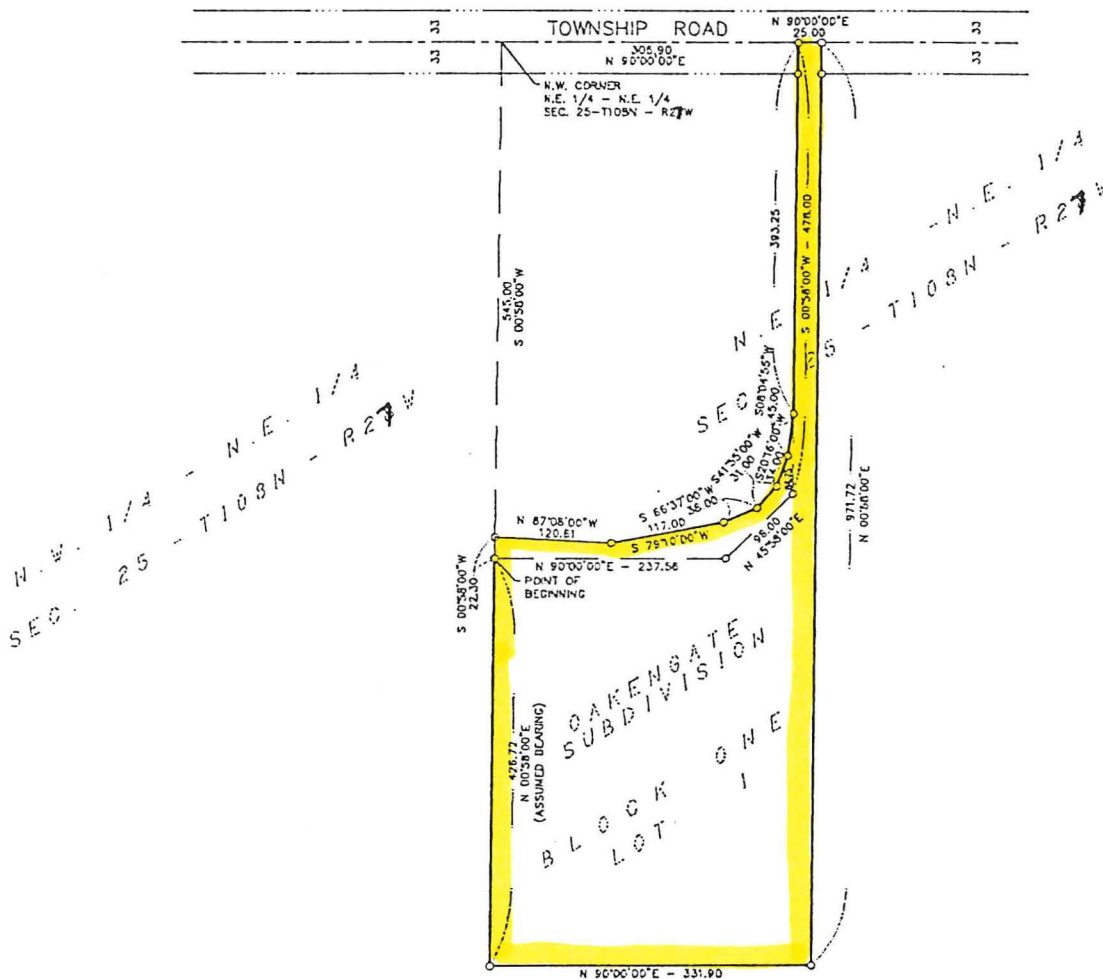 N 90°00'00"E
25.00
TOWNSHIP ROAD
33
33
33
33
305.90
N 90°00'00"E
N.W. CORNER
N.E. 1/4 - N.E. 1/4
SEC. 25-T108N - R27W
545.00
S 00°58'00"W
393.25
S 00°58'00"W - 478.00
N.E. 1/4 - N.E. 1/4
SEC. 25 - T108N - R27W
N.W. 1/4 - N.E. 1/4
SEC. 25 - T108N - R27W
S08°04'55"W
45.00
S20°16'00"W
34.00
S41°35'00"W
31.00
S 66°37'00"W
36.00
117.00
S 79°10'00"W
N 87°08'00"W
120.61
98.00
N 45°58'00"E
971.72
N 00°58'00"E
N 90°00'00"E - 237.56
POINT OF
BEGINNING
S 00°58'00"W
22.30
OAKENGATE
SUBDIVISION
BLOCK ONE
LOT 1
426.72
N 00°58'00"E
(ASSUMED BEARING)
N 90°00'00"E - 331.90